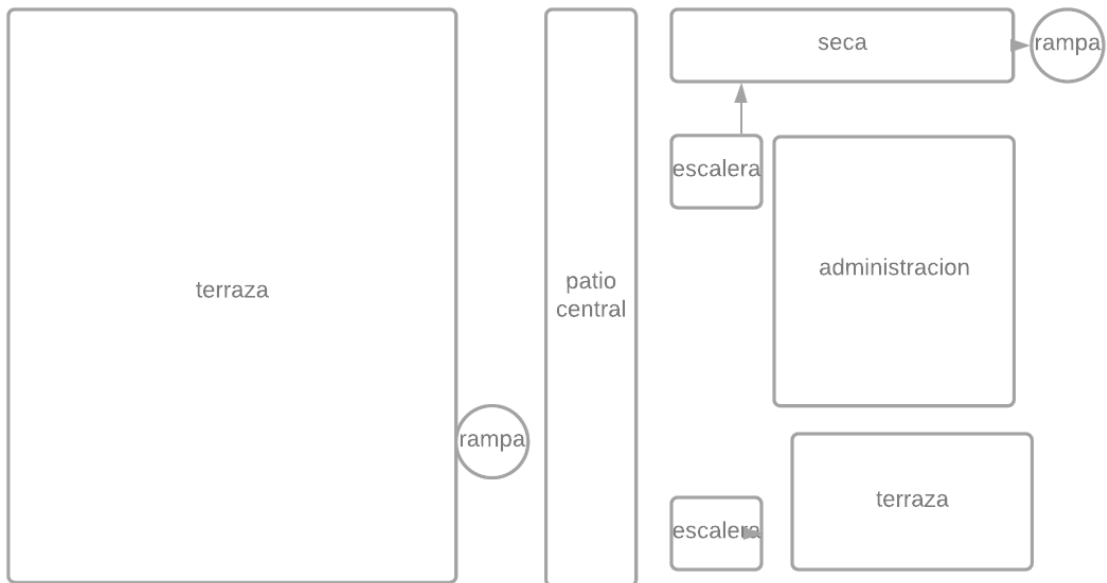 seca
rampa
escalera
administracion
terraza
patio
central
rampa
terraza
escalera